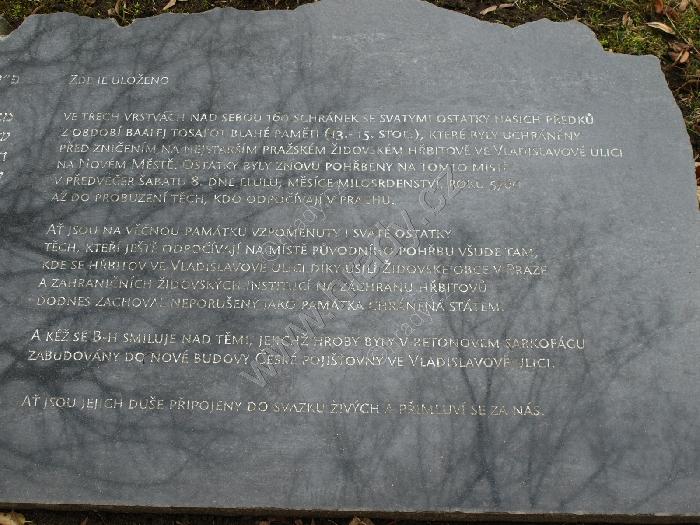 Zde je uloženo
ve třech vrstvách nad sebou 160 schránek se svatými ostatky našich předků
z období Baalej Tosafot blahé paměti (13.- 15. stol.), které byly uchráněny
před zničením na nejstarším pražském židovském hřbitově ve Vladislavově ulici
na Novém Městě. Ostatky byly znovu pohřbeny na tomto místě
v předvečer šabatu 8. dne elulu, měsíce milosrdenství, roku
až do probuzení těch, kdo odpočívají v prachu.
Ať jsou na věčnou památku vzpomenuty i svaté ostatky
těch, kteří ještě odpočívají na místě původního pohřbu všude tam,
kde se hřbitov ve Vladislavově ulici díky úsilí Židovské obce v Praze
a zahraničních židovských institucí na záchranu hřbitovů
dodnes zachoval neporušený jako památka chráněná státem.
A kéž se B-h smiluje nad těmi, jejichž hroby byly v betonovém sarkofágu
zabudovány do nové budovy České pojišťovny ve Vladislavově ulici.
Ať jsou jejich duše připojeny do svazku živých a přimluví se za nás.